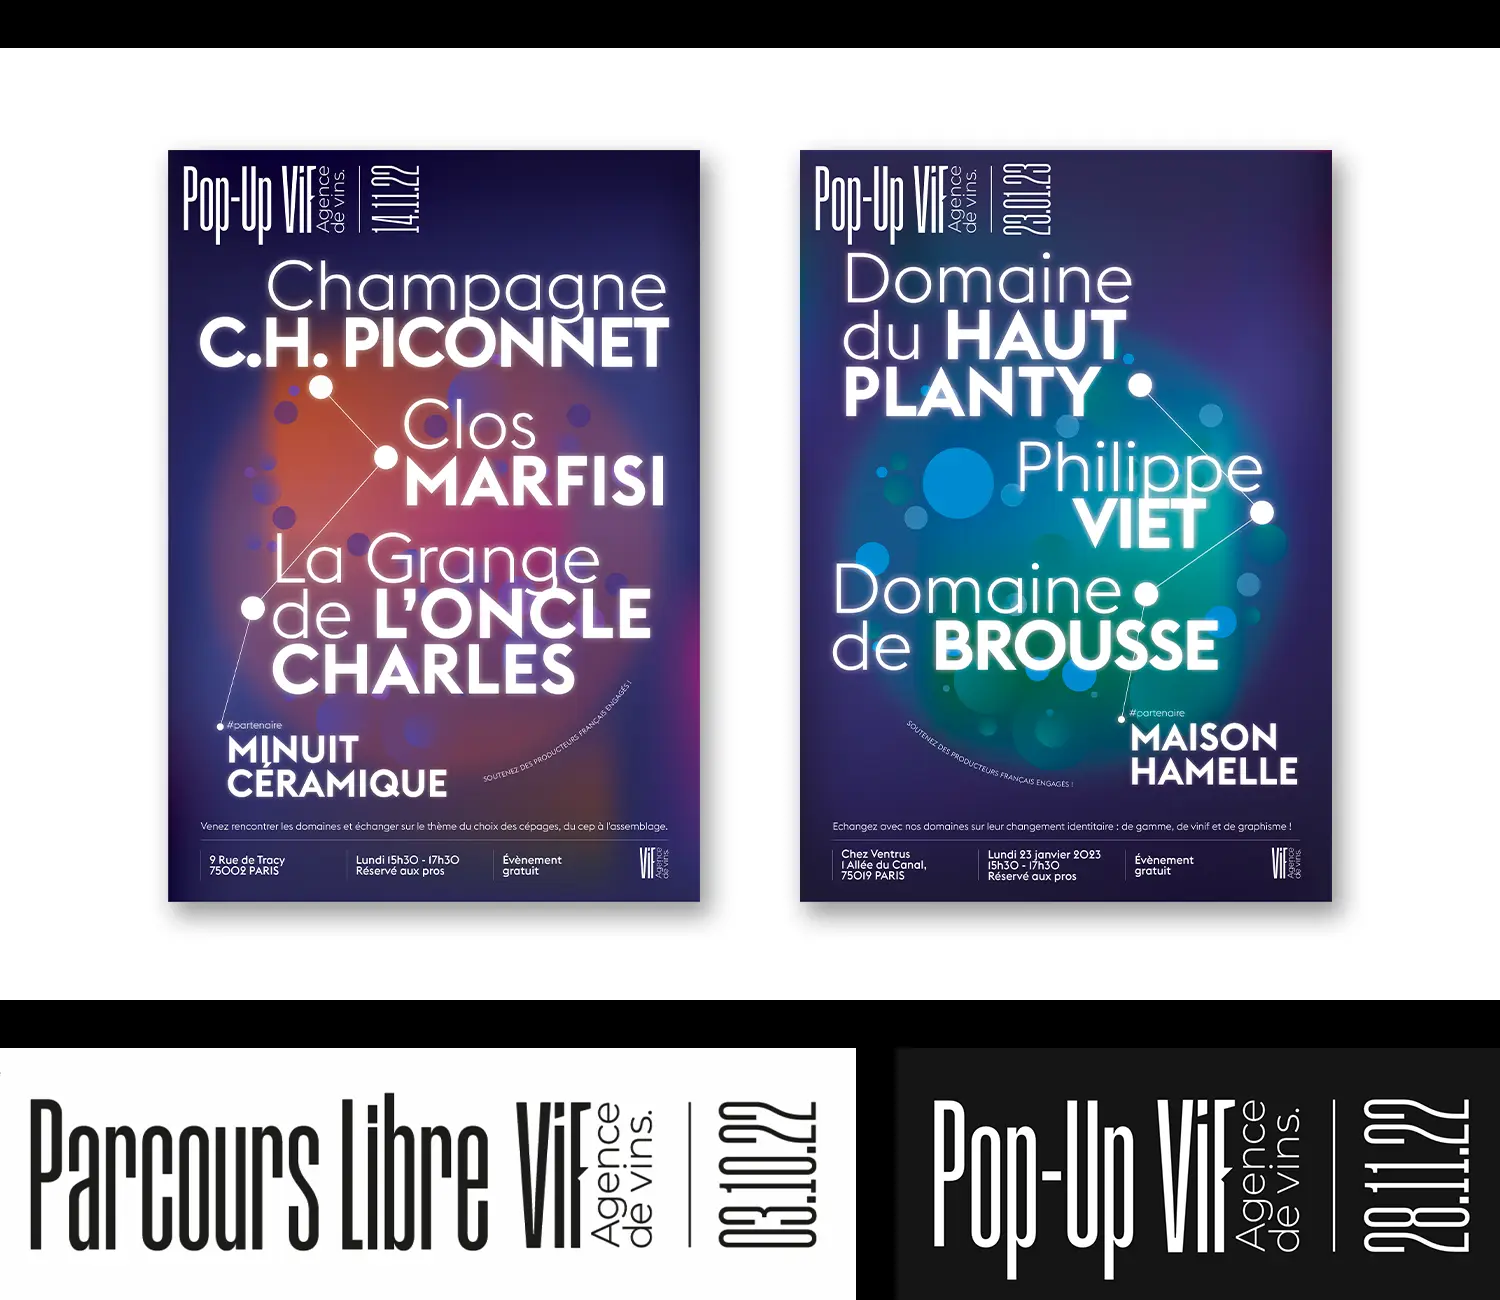 Pop-Up Vif Agence de vins. | 14.11.22
Champagne
C.H. PICONNET
Clos
MARFISI
La Grange
de L'ONCLE
CHARLES
#partenaire
MINUIT
CÉRAMIQUE
SOUTENEZ DES PRODUCTEURS FRANÇAIS ENGAGÉS !
Venez rencontrer les domaines et échanger sur le thème du choix des cépages, du cep à l'assemblage.
9 Rue de Tracy
75002 PARIS
Lundi 15h30 - 17h30
Réservé aux pros
Évènement
gratuit
Vif Agence de vins.
Pop-Up Vif Agence de vins. | 23.01.23
Domaine
du HAUT
PLANTY
Philippe
VIET
Domaine
de BROUSSE
#partenaire
MAISON
HAMELLE
SOUTENEZ DES PRODUCTEURS FRANÇAIS ENGAGÉS !
Echangez avec nos domaines sur leur changement identitaire : de gamme, de vinif et de graphisme !
Chez Ventrus
1 Allée du Canal,
75019 PARIS
Lundi 23 janvier 2023
15h30 - 17h30
Réservé aux pros
Évènement
gratuit
Vif Agence de vins.
Parcours Libre Vif Agence de vins. | 03.10.22
Pop-Up Vif Agence de vins. | 28.11.22